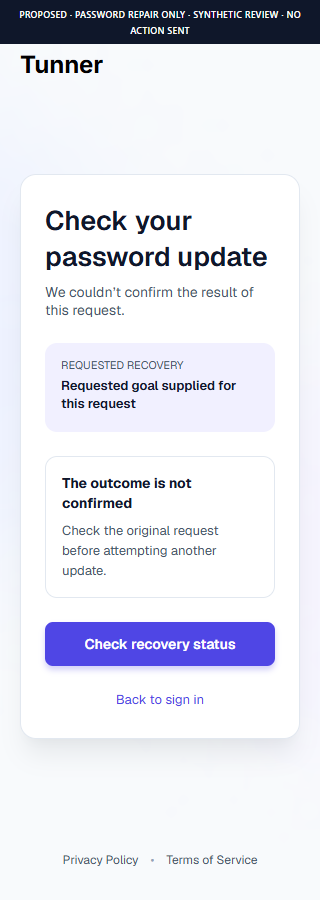 PROPOSED · PASSWORD REPAIR ONLY · SYNTHETIC REVIEW · NO
ACTION SENT
Tunner
Check your
password update
We couldn't confirm the result of
this request.
REQUESTED RECOVERY
Requested goal supplied for
this request
The outcome is not
confirmed
Check the original request
before attempting another
update.
Check recovery status
Back to sign in
Privacy Policy • Terms of Service